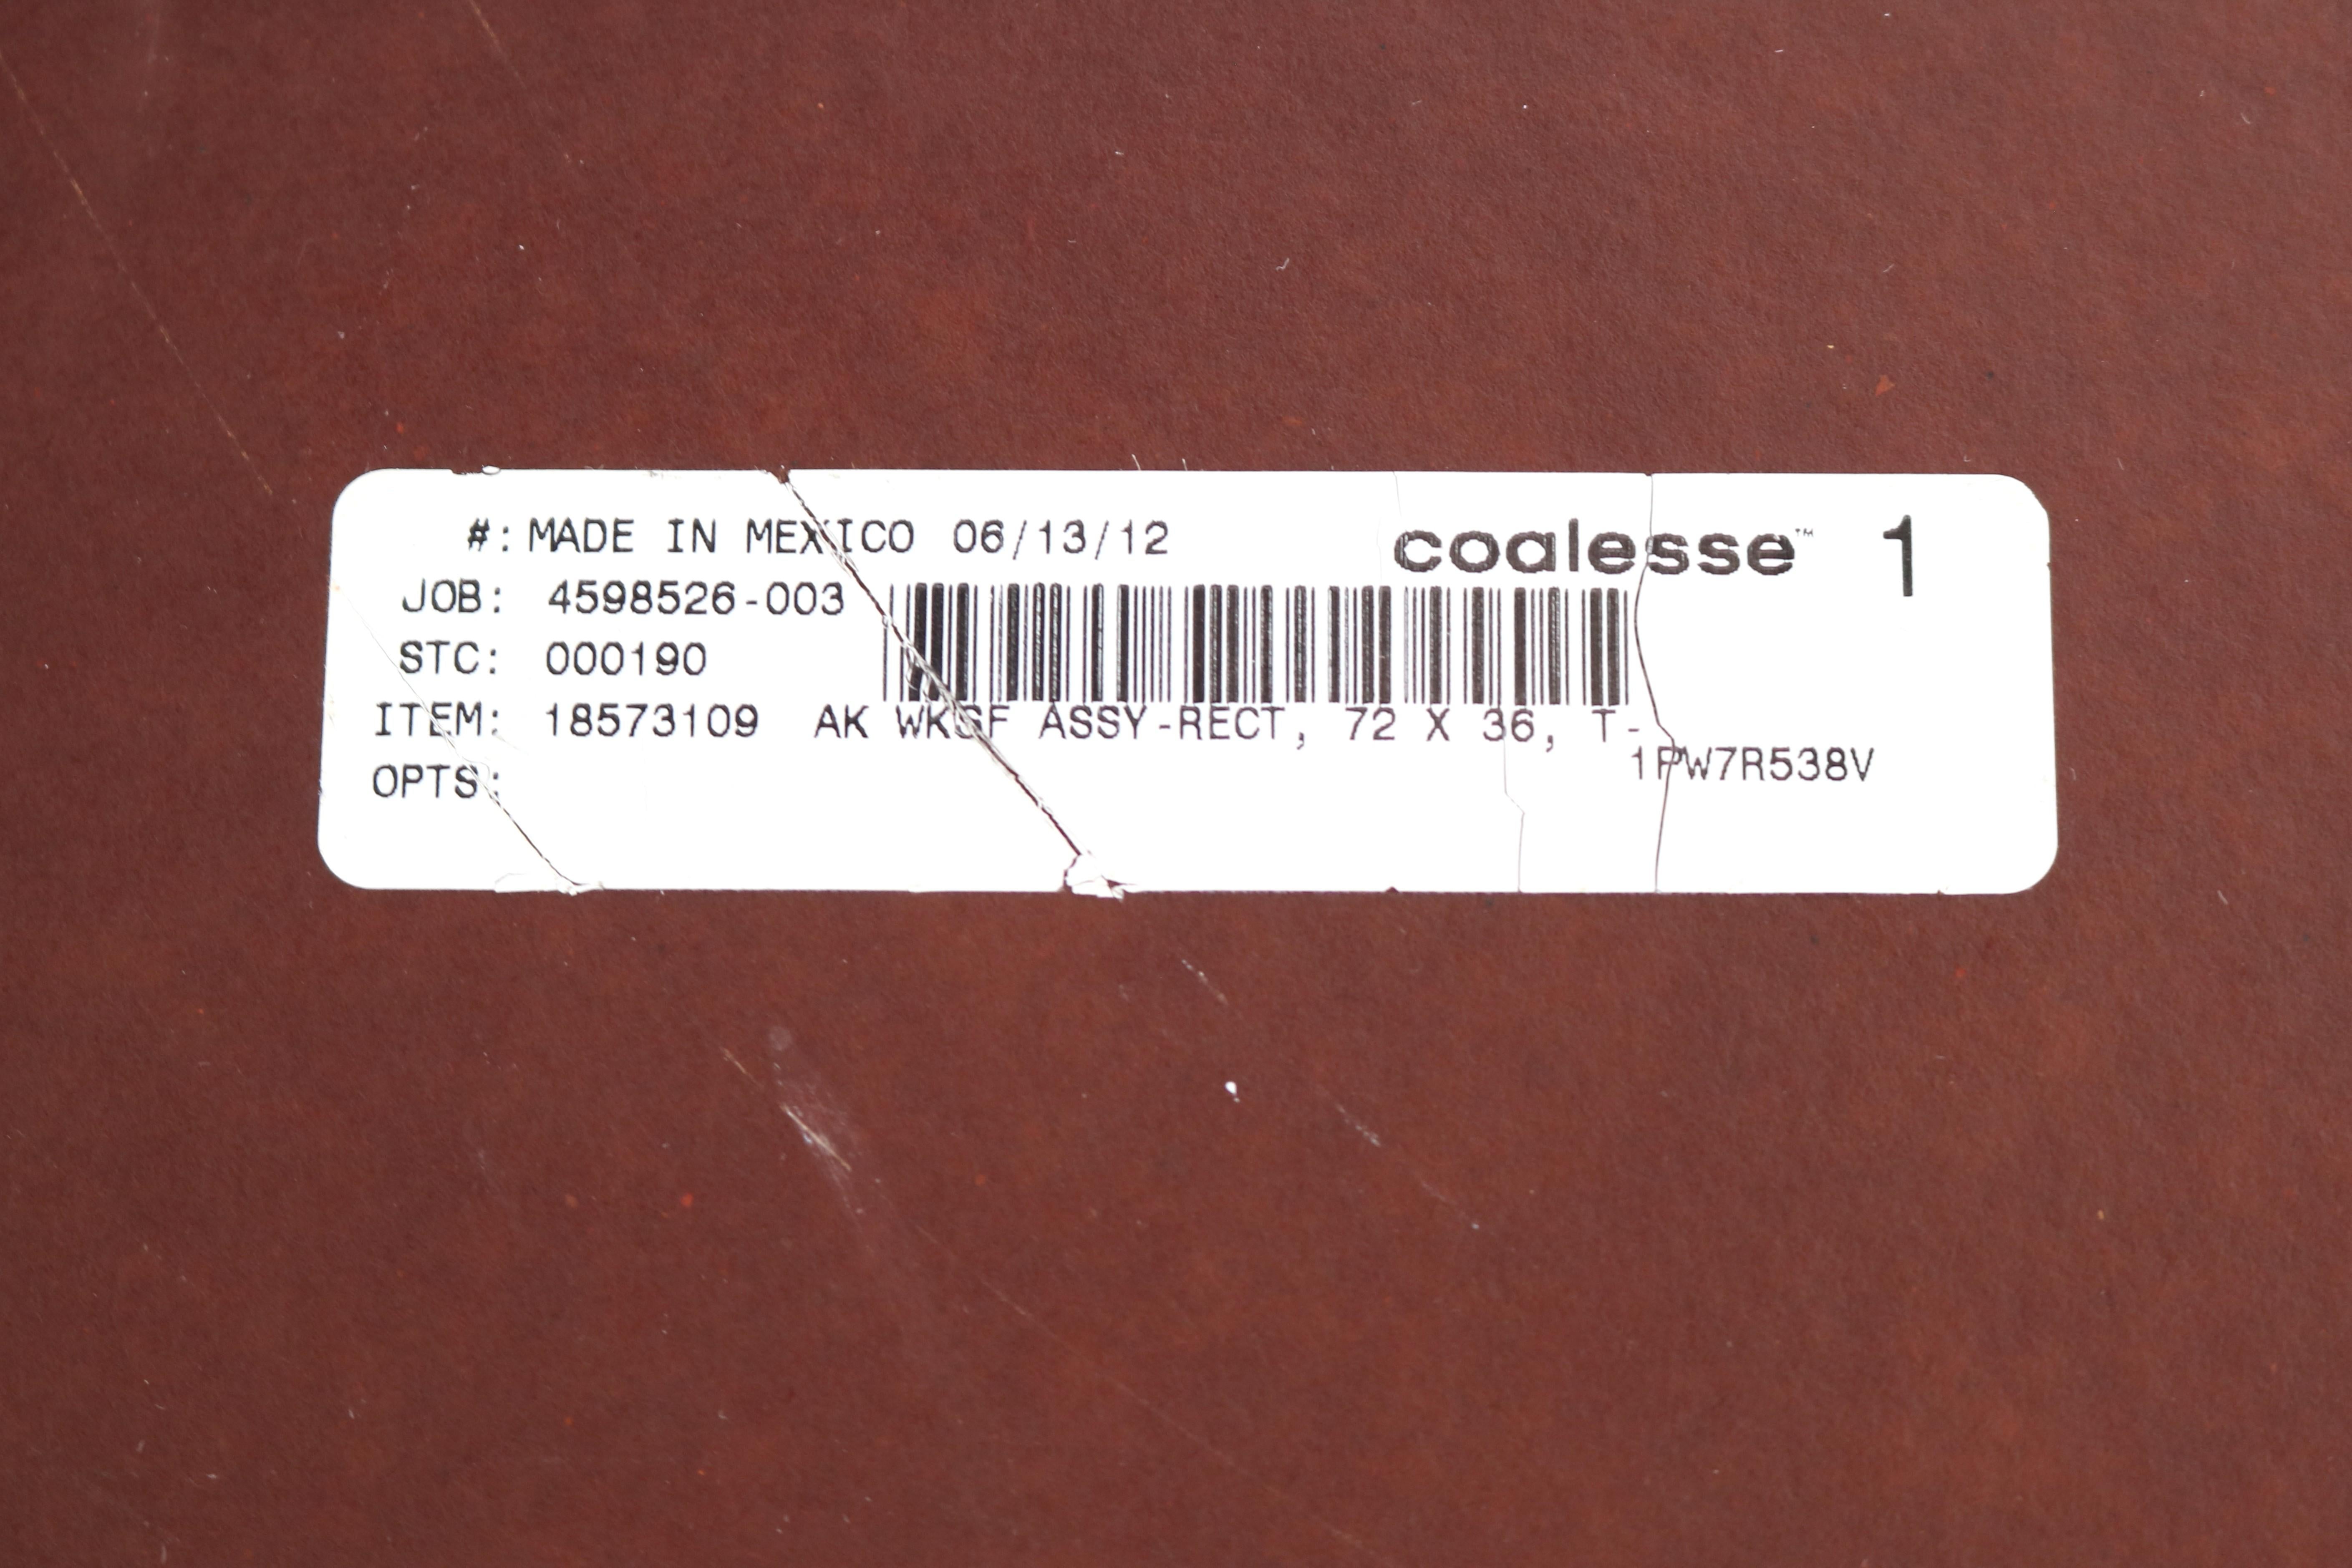 #: MADE IN MEXICO 06/13/12
coalesse™ 1
JOB: 4598526-003
STC: 000190
ITEM: 18573109 AK WKSF ASSY-RECT, 72 X 36, T-
1PW7R538V
OPTS: